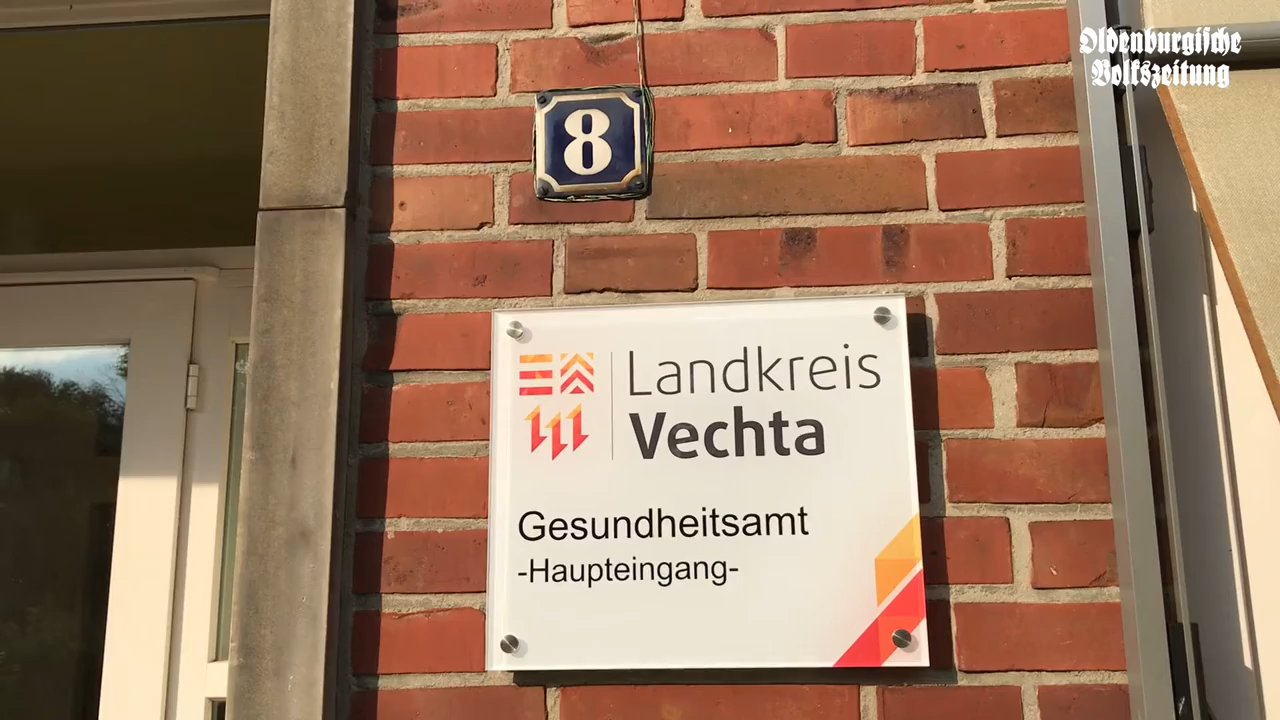 Oldenburgische
Volkszeitung
8
Landkreis
Vechta
Gesundheitsamt
-Haupteingang-